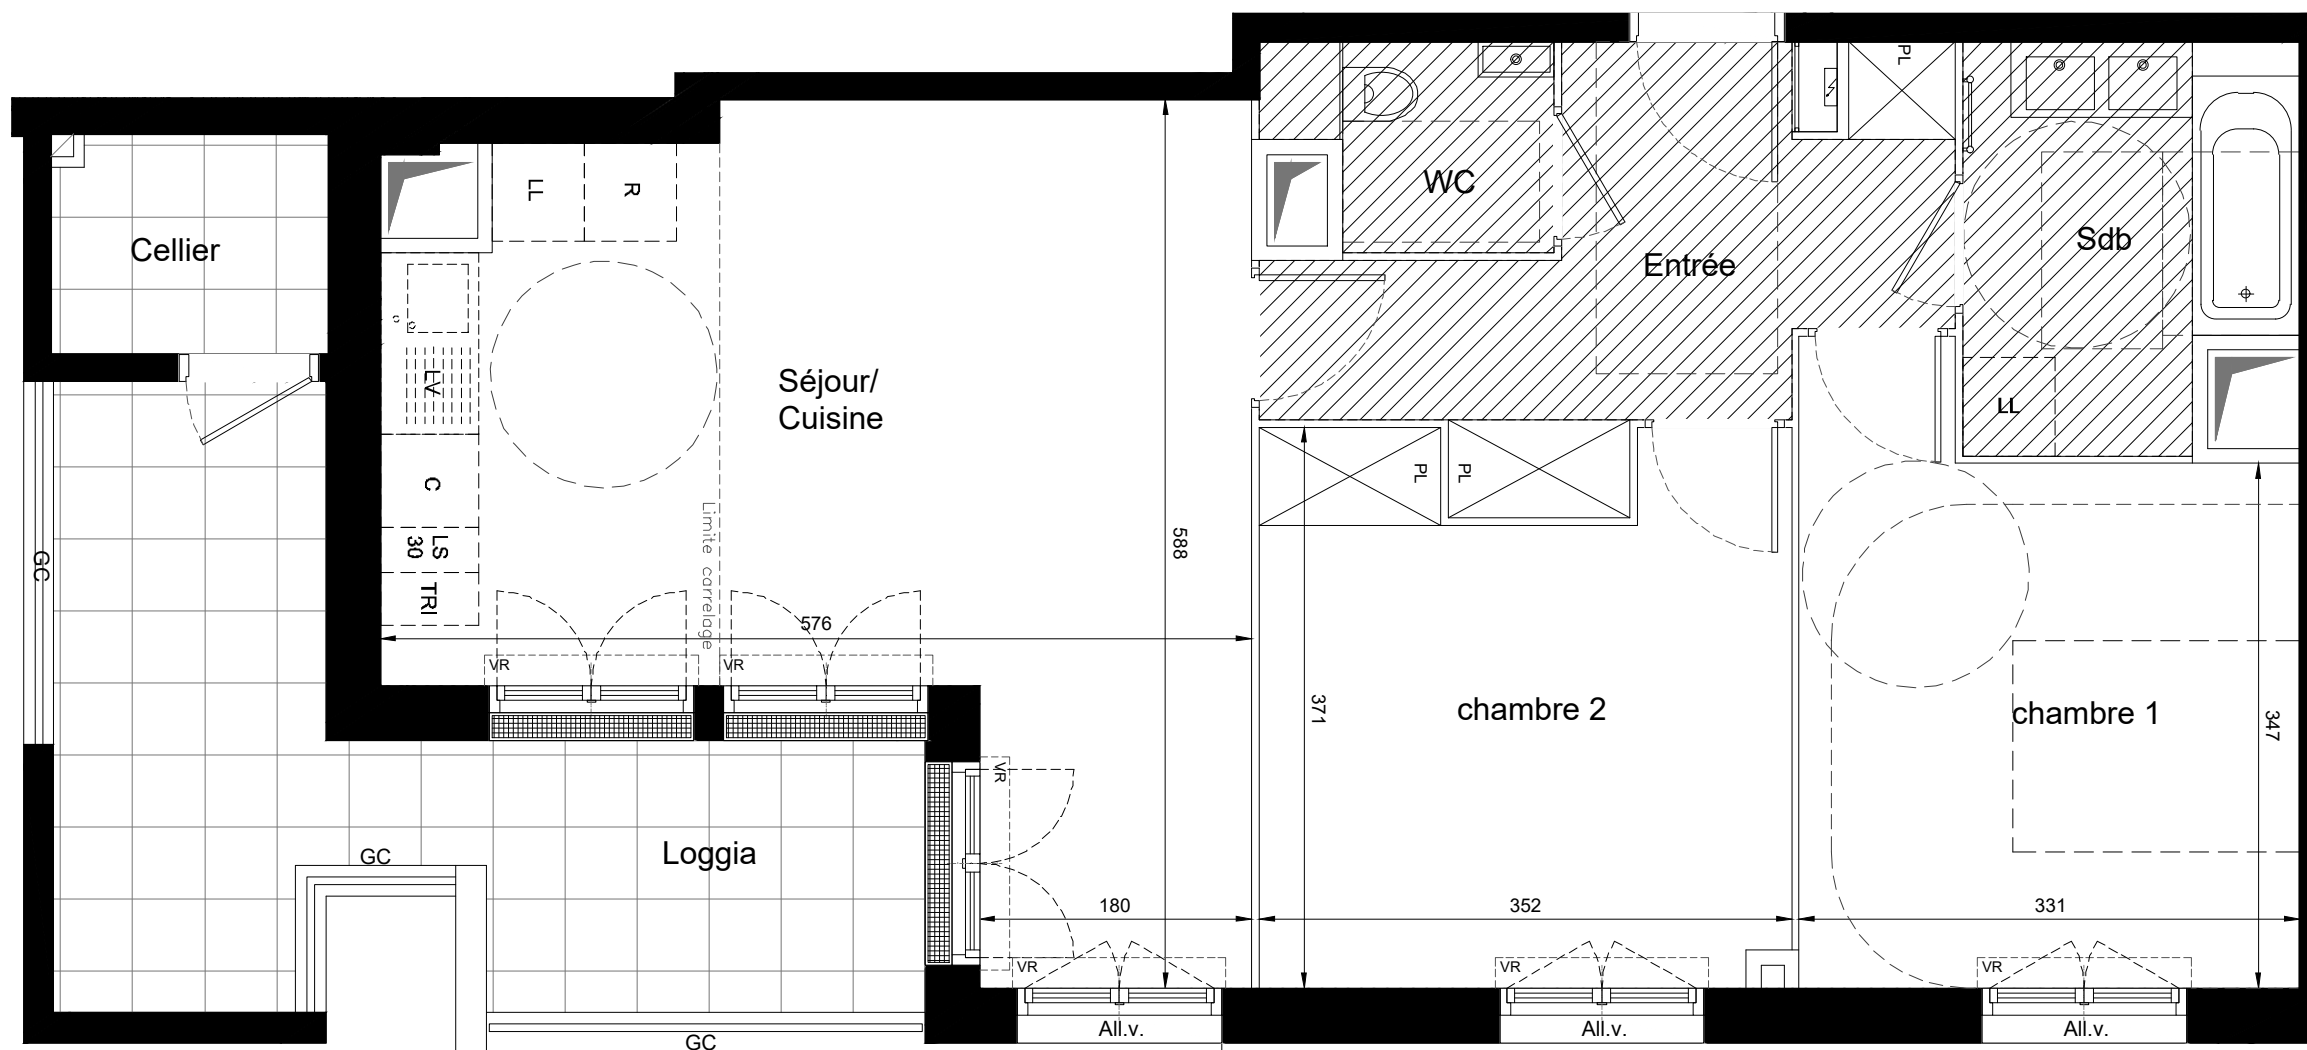 PL
WC
Entrée
Sdb
LL
R
Cellier
LV
Séjour/
Cuisine
LL
PL
PL
C
LS
30
TRI
Limite carrelage
588
GC
576
VR
VR
371
chambre 2
chambre 1
347
VR
GC
Loggia
180
352
331
VR
VR
VR
All.v.
All.v.
All.v.
GC